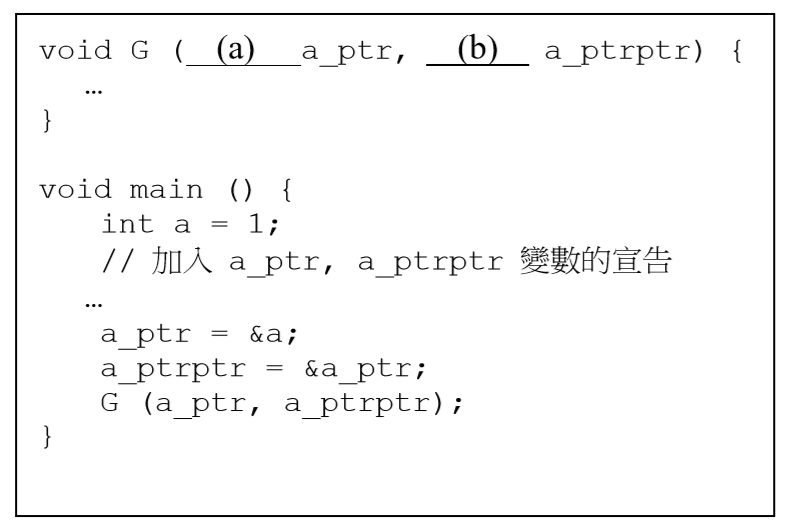 void G ( (a) a_ptr, (b) a_ptrptr) {
…
}
void main () {
int a = 1;
// 加入 a_ptr, a_ptrptr 變數的宣告
…
a_ptr = &a;
a_ptrptr = &a_ptr;
G (a_ptr, a_ptrptr);
}